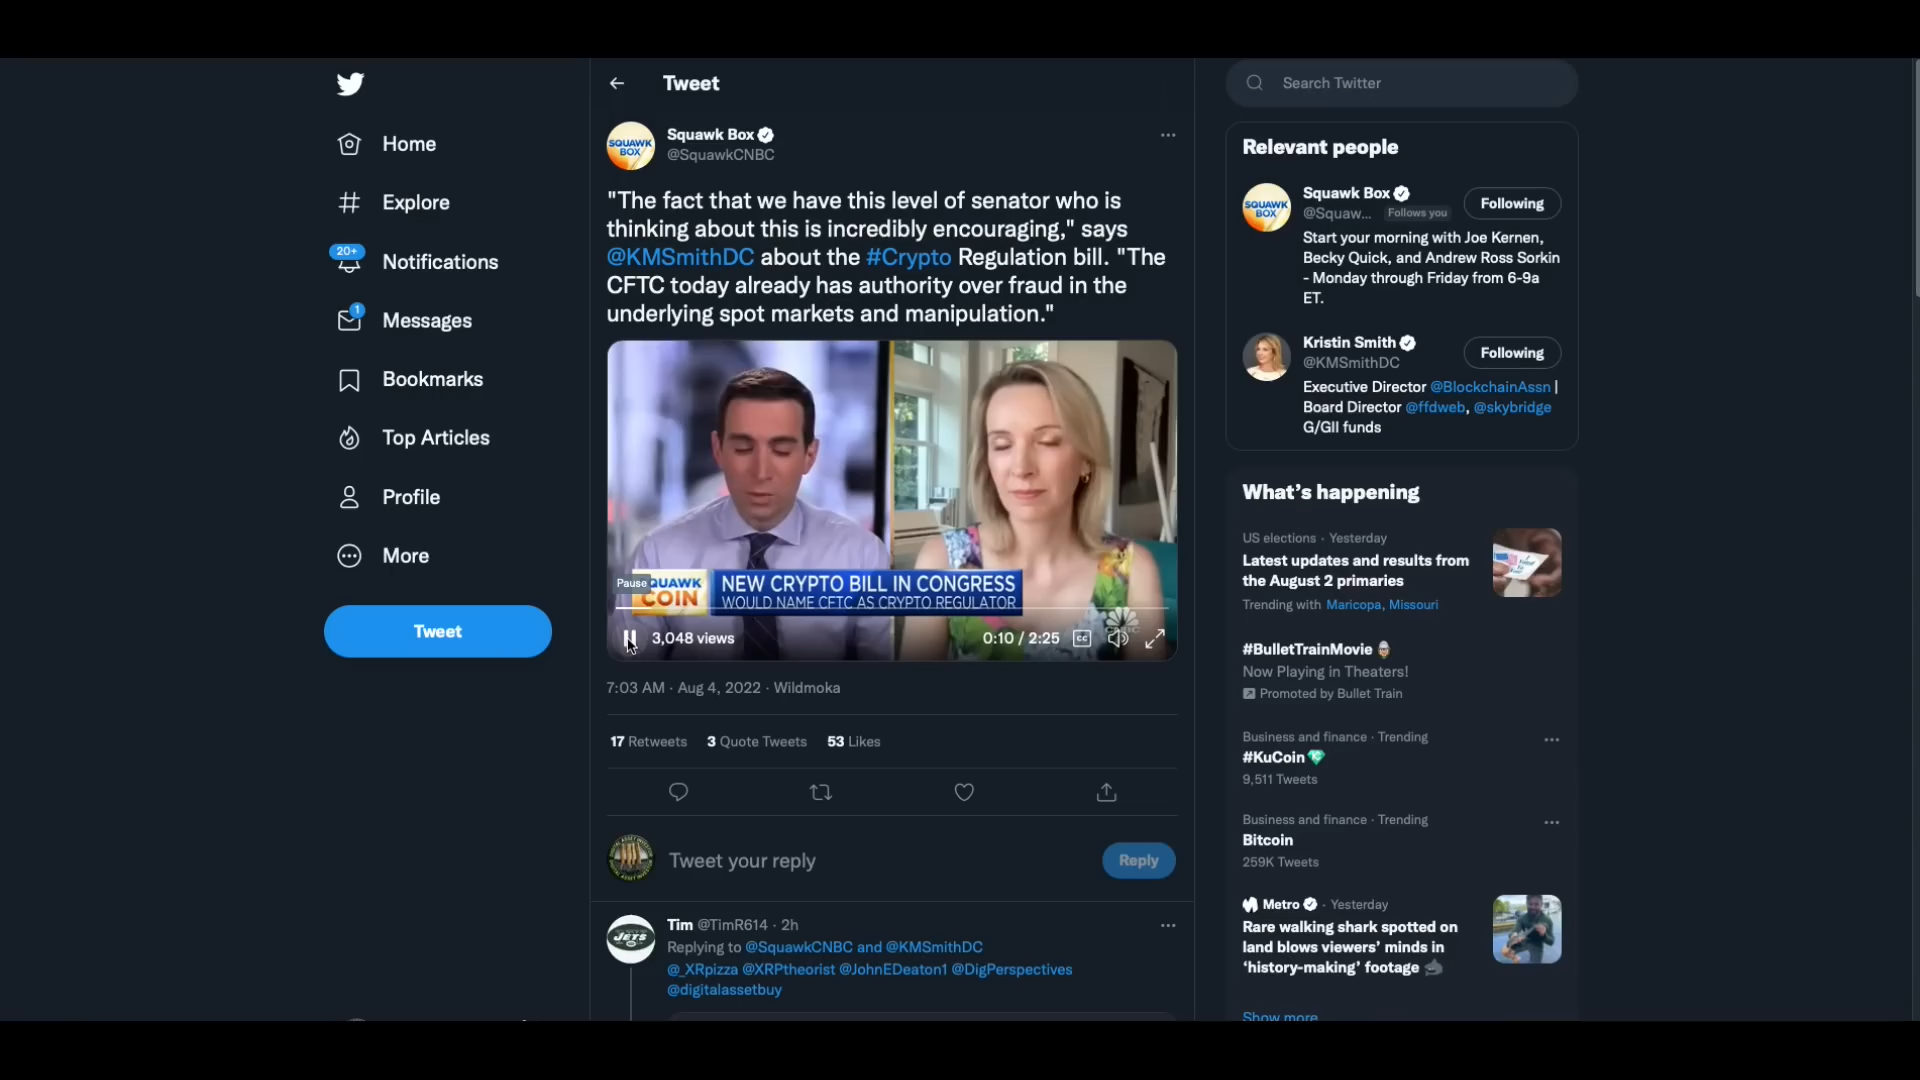 Home
Explore
20+
Notifications
1
Messages
Bookmarks
Top Articles
Profile
More
Tweet
Tweet
SQUAWK
BOX
Squawk Box
@SquawkCNBC
"The fact that we have this level of senator who is
thinking about this is incredibly encouraging," says
@KMSmithDC about the #Crypto Regulation bill. "The
CFTC today already has authority over fraud in the
underlying spot markets and manipulation."
Pause
SQUAWK
COIN
NEW CRYPTO BILL IN CONGRESS
WOULD NAME CFTC AS CRYPTO REGULATOR
CNBC
3,048 views
0:10 / 2:25
CC
7:03 AM · Aug 4, 2022 · Wildmoka
17 Retweets 3 Quote Tweets 53 Likes
Tweet your reply
Reply
JETS
Tim @TimR614 · 2h
Replying to @SquawkCNBC and @KMSmithDC
@_XRpizza @XRPtheorist @JohnEDeaton1 @DigPerspectives
@digitalassetbuy
Search Twitter
Relevant people
SQUAWK
BOX
Squawk Box
@Squaw... Follows you
Following
Start your morning with Joe Kernen,
Becky Quick, and Andrew Ross Sorkin
- Monday through Friday from 6-9a
ET.
Kristin Smith
@KMSmithDC
Following
Executive Director @BlockchainAssn |
Board Director @ffdweb, @skybridge
G/GII funds
What's happening
US elections · Yesterday
Latest updates and results from
the August 2 primaries
Trending with Maricopa, Missouri
#BulletTrainMovie
Now Playing in Theaters!
Promoted by Bullet Train
Business and finance · Trending
#KuCoin
9,511 Tweets
Business and finance · Trending
Bitcoin
259K Tweets
Metro · Yesterday
Rare walking shark spotted on
land blows viewers' minds in
'history-making' footage
Show more